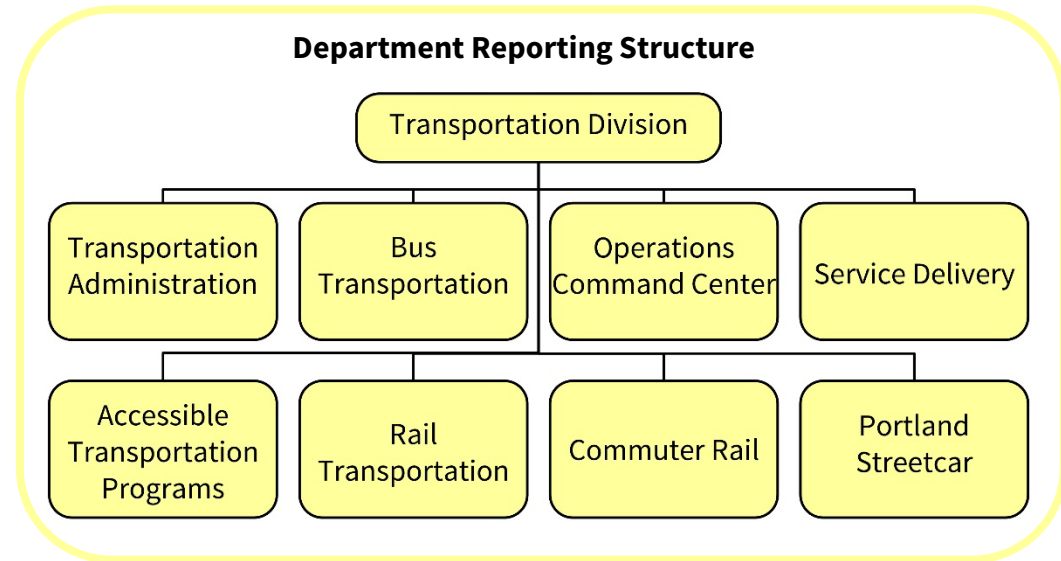 Department Reporting Structure
Transportation Division
Transportation
Administration
Bus
Transportation
Operations
Command Center
Service Delivery
Accessible
Transportation
Programs
Rail
Transportation
Commuter Rail
Portland
Streetcar